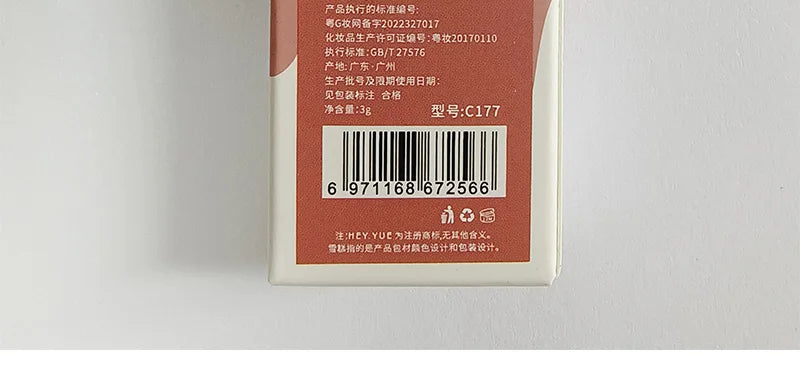 产品执行的标准编号:
粤G妆网备字2022327017
化妆品生产许可证编号:粤妆20170110
执行标准:GB/T 27576
产地: 广东·广州
生产批号及限期使用日期:
见包装标注 合格
净含量:3g
型号:C177
6 971168 672566
注:HEY.YUE 为注册商标,无其他含义。
雪糕指的是产品包材颜色设计和包装设计。